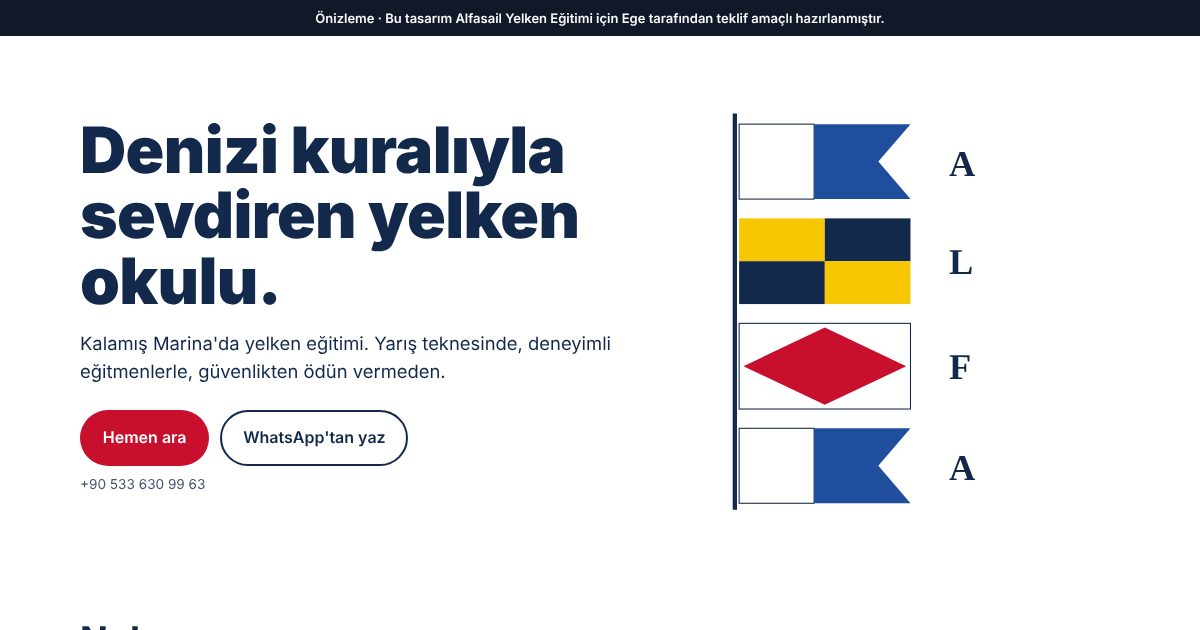 Önizleme · Bu tasarım Alfasail Yelken Eğitimi için Ege tarafından teklif amaçlı hazırlanmıştır.
Denizi kuralıyla
sevdiren yelken
okulu.
Kalamış Marina'da yelken eğitimi. Yarış teknesinde, deneyimli
eğitmenlerle, güvenlikten ödün vermeden.
Hemen ara
WhatsApp'tan yaz
+90 533 630 99 63
A
L
F
A